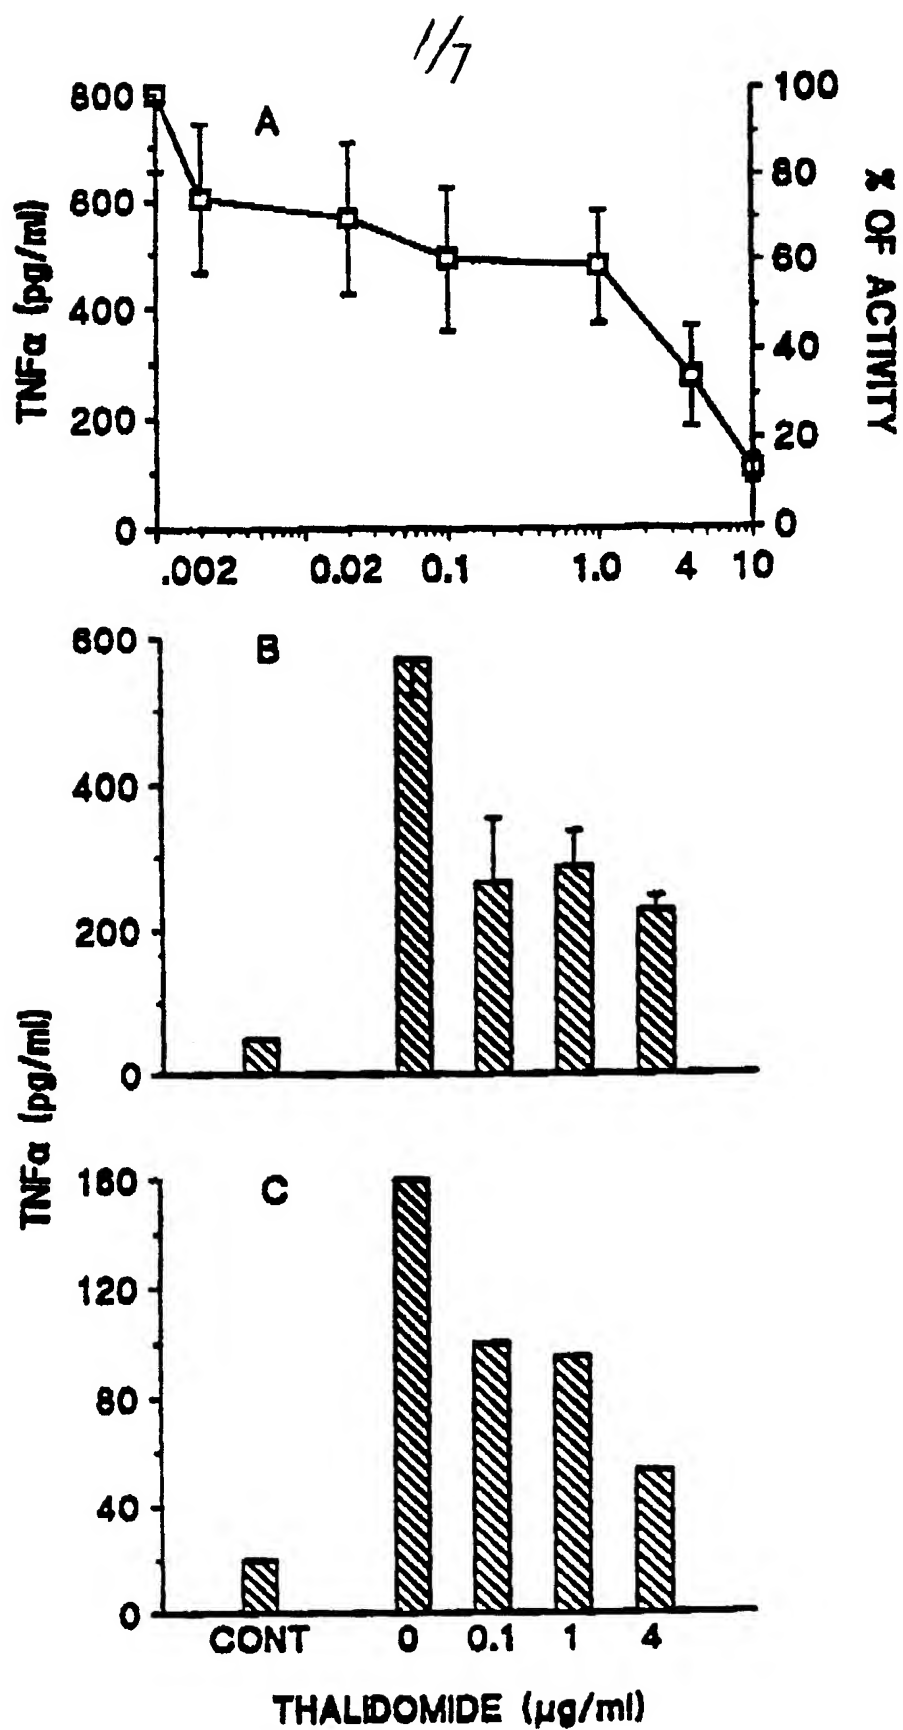 1/7
A
TNFα (pg/ml)
800
600
400
200
0
100
80
60
40
20
0
% OF ACTIVITY
.002 0.02 0.1 1.0 4 10
B
600
400
200
0
TNFα (pg/ml)
C
160
120
80
40
0
CONT 0 0.1 1 4
THALIDOMIDE (µg/ml)